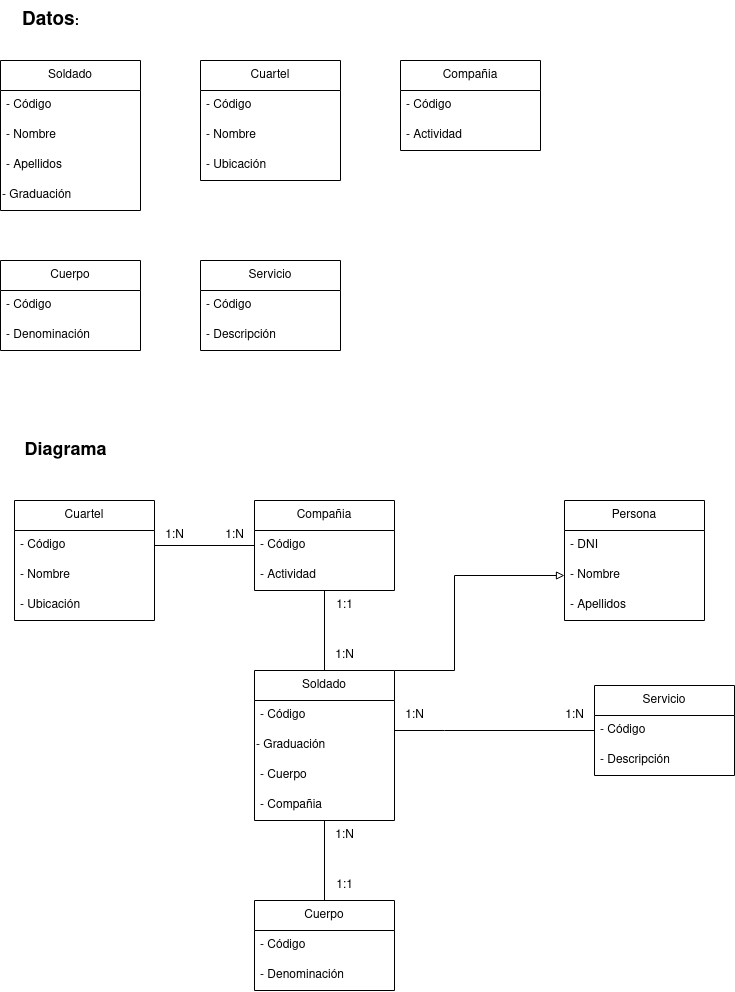 Datos:
Soldado
- Código
- Nombre
- Apellidos
- Graduación
Cuartel
- Código
- Nombre
- Ubicación
Compañia
- Código
- Actividad
Cuerpo
- Código
- Denominación
Servicio
- Código
- Descripción
Diagrama
Cuartel
- Código
- Nombre
- Ubicación
1:N
1:N
Compañia
- Código
- Actividad
Persona
- DNI
- Nombre
- Apellidos
1:1
1:N
Soldado
- Código
- Graduación
- Cuerpo
- Compañia
1:N
1:N
Servicio
- Código
- Descripción
1:N
1:1
Cuerpo
- Código
- Denominación